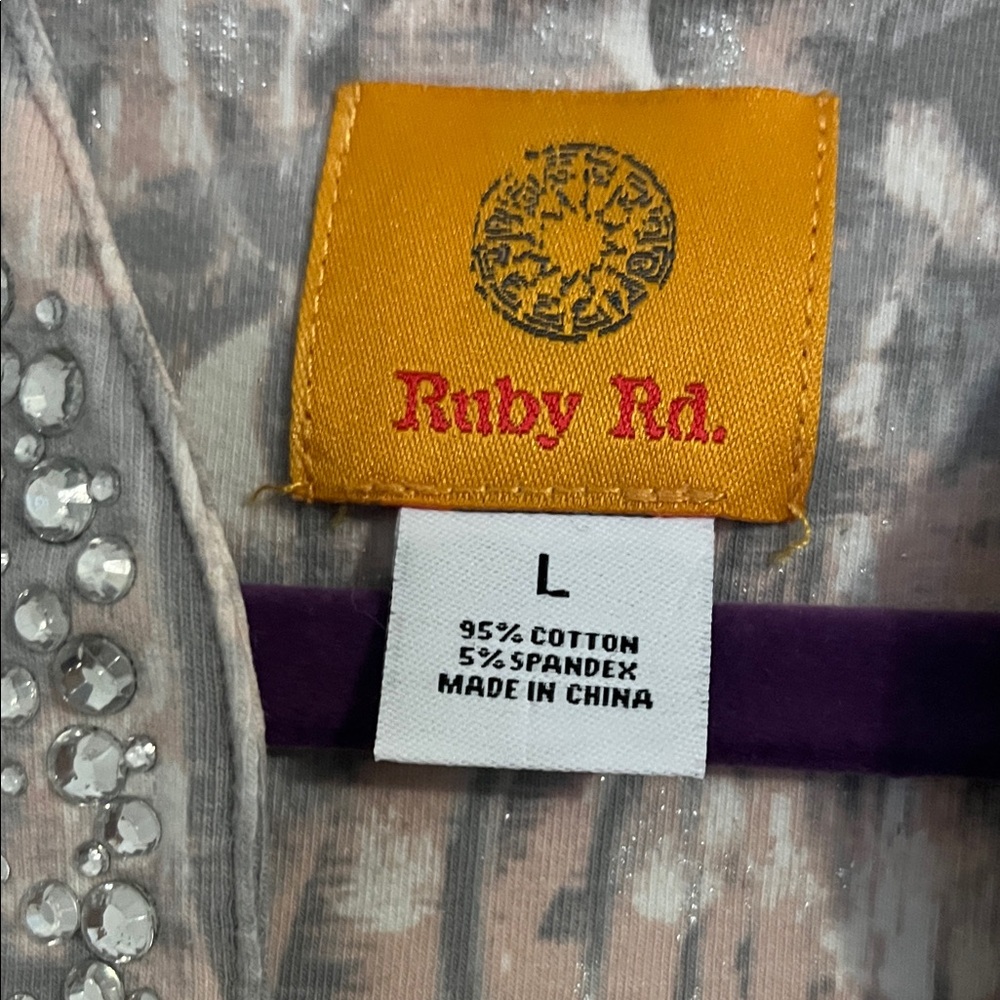 Ruby Rd.
L
95% COTTON
5% SPANDEX
MADE IN CHINA